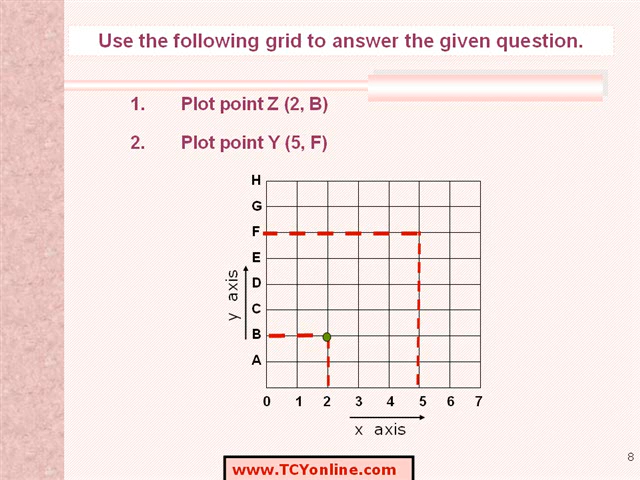 Use the following grid to answer the given question.
1. Plot point Z (2, B)
2. Plot point Y (5, F)
H
G
F
E
D
C
B
A
y axis
0 1 2 3 4 5 6 7
x axis
8
www.TCYonline.com